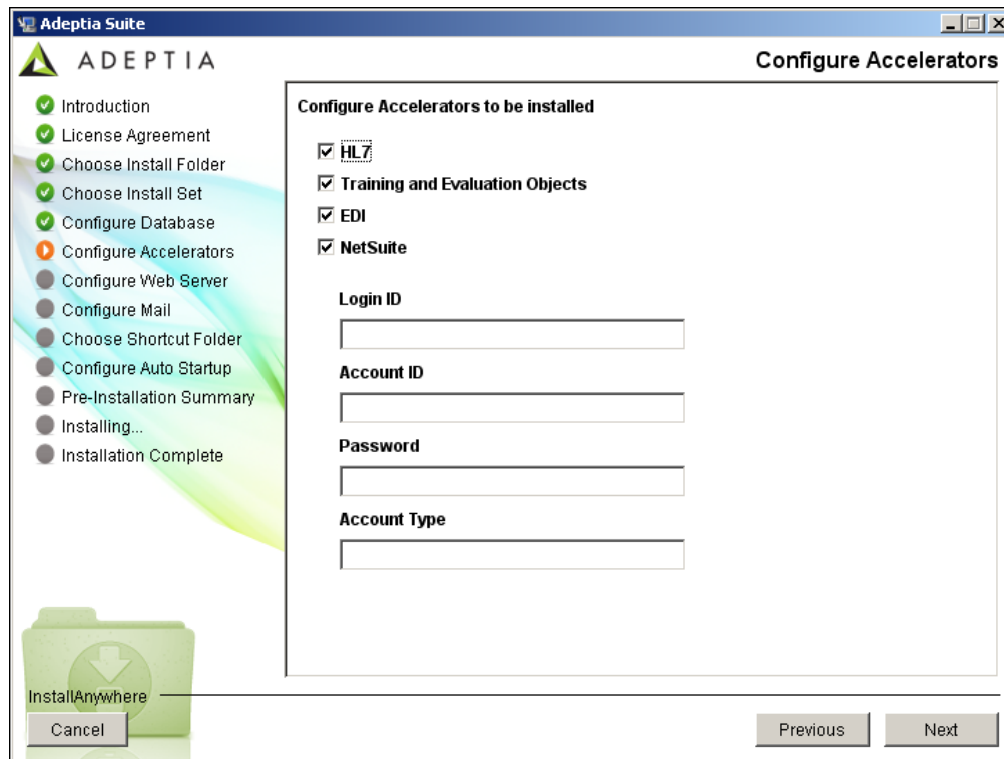 Adeptia Suite
ADEPTIA
Configure Accelerators
Introduction
License Agreement
Choose Install Folder
Choose Install Set
Configure Database
Configure Accelerators
Configure Web Server
Configure Mail
Choose Shortcut Folder
Configure Auto Startup
Pre-Installation Summary
Installing...
Installation Complete
Configure Accelerators to be installed
HL7
Training and Evaluation Objects
EDI
NetSuite
Login ID
Account ID
Password
Account Type
InstallAnywhere
Cancel
Previous
Next